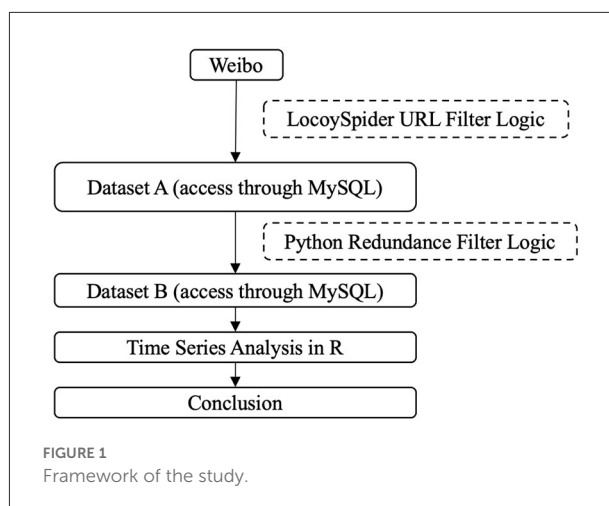 Weibo
LocoySpider URL Filter Logic
Dataset A (access through MySQL)
Python Redundance Filter Logic
Dataset B (access through MySQL)
Time Series Analysis in R
Conclusion
FIGURE 1
Framework of the study.